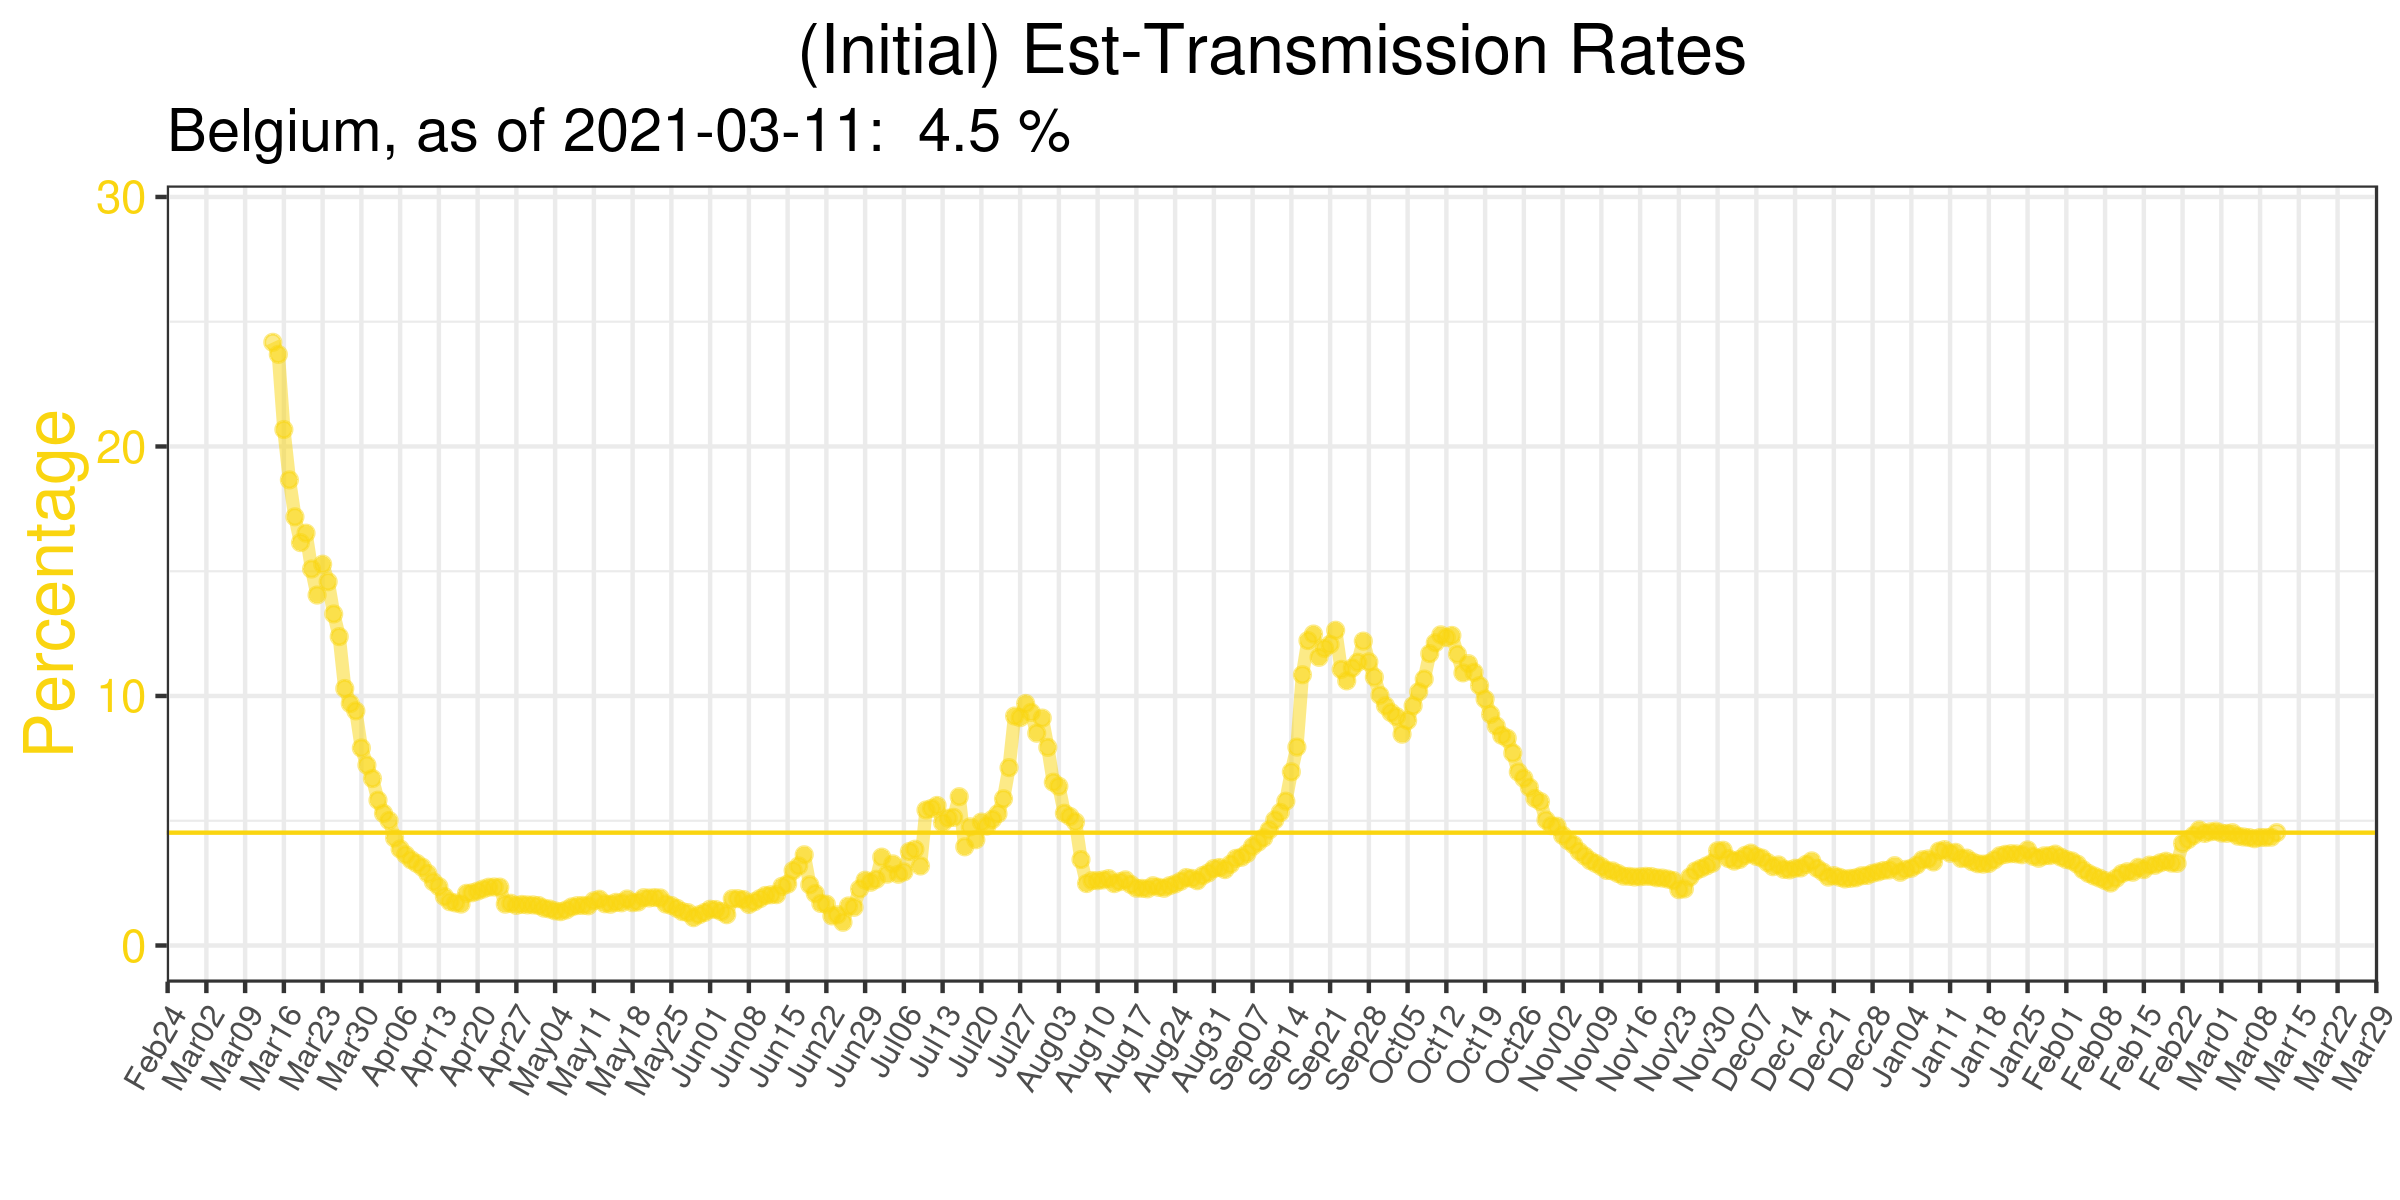 (Initial) Est-Transmission Rates
Belgium, as of 2021-03-11:  4.5 %
Percentage
30
20
10
0
Feb24 Mar02 Mar09 Mar16 Mar23 Mar30 Apr06 Apr13 Apr20 Apr27 May04 May11 May18 May25 Jun01 Jun08 Jun15 Jun22 Jun29 Jul06 Jul13 Jul20 Jul27 Aug03 Aug10 Aug17 Aug24 Aug31 Sep07 Sep14 Sep21 Sep28 Oct05 Oct12 Oct19 Oct26 Nov02 Nov09 Nov16 Nov23 Nov30 Dec07 Dec14 Dec21 Dec28 Jan04 Jan11 Jan18 Jan25 Feb01 Feb08 Feb15 Feb22 Mar01 Mar08 Mar15 Mar22 Mar29